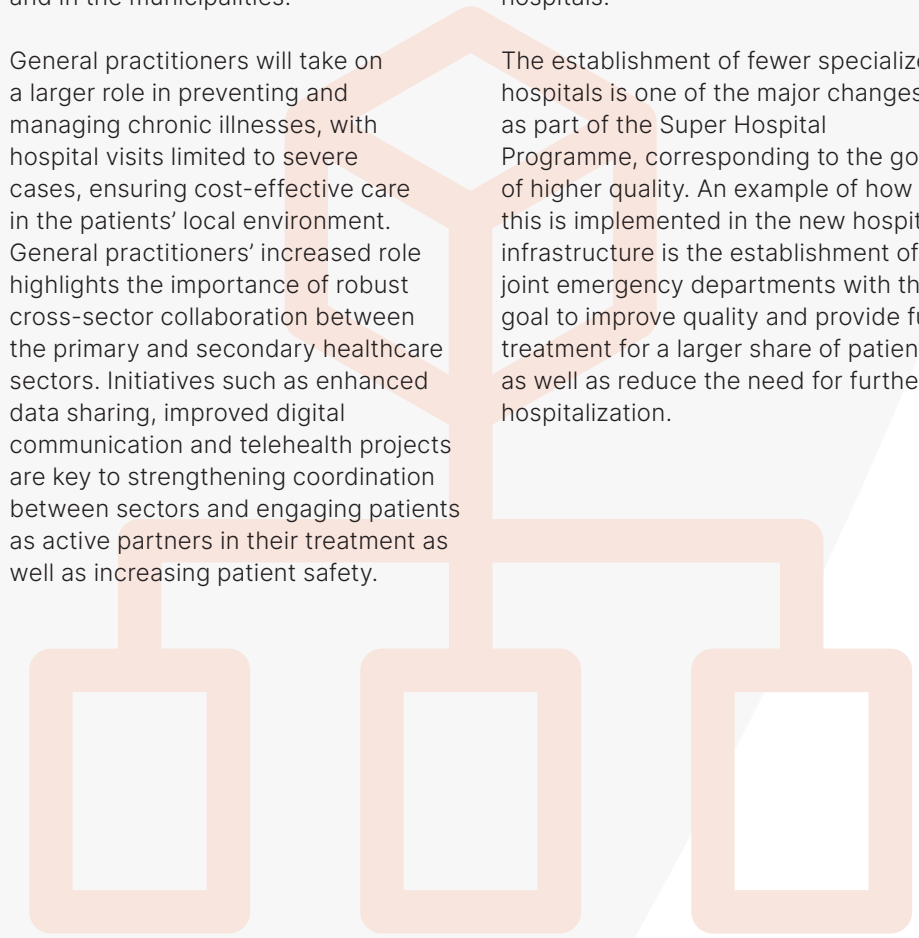 and in the municipalities.
General practitioners will take on
a larger role in preventing and
managing chronic illnesses, with
hospital visits limited to severe
cases, ensuring cost-effective care
in the patients’ local environment.
General practitioners’ increased role
highlights the importance of robust
cross-sector collaboration between
the primary and secondary healthcare
sectors. Initiatives such as enhanced
data sharing, improved digital
communication and telehealth projects
are key to strengthening coordination
between sectors and engaging patients
as active partners in their treatment as
well as increasing patient safety.
hospitals.
The establishment of fewer
hospitals is one of the major changes
as part of the Super Hospital
Programme, corresponding to the
of higher quality. An example of how
this is implemented in the new
infrastructure is the establishment of
joint emergency departments with
goal to improve quality and provide
treatment for a larger share of
as well as reduce the need for
hospitalization.